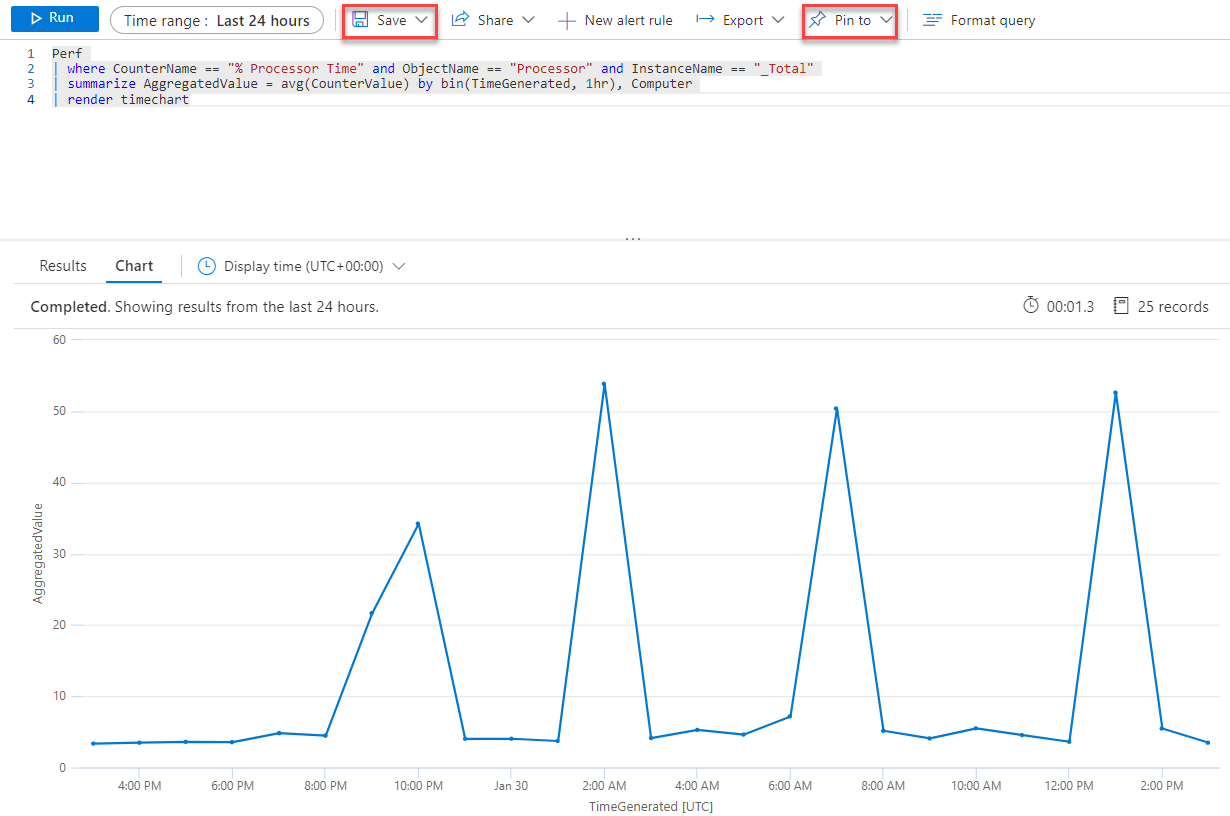 Run Time range : Last 24 hours Save Share New alert rule Export Pin to Format query
1 Perf
2 | where CounterName == "% Processor Time" and ObjectName == "Processor" and InstanceName == "_Total"
3 | summarize AggregatedValue = avg(CounterValue) by bin(TimeGenerated, 1hr), Computer
4 | render timechart
...
Results Chart Display time (UTC+00:00)
Completed. Showing results from the last 24 hours. 00:01.3 25 records
60
50
40
30
20
10
0
AggregatedValue
4:00 PM 6:00 PM 8:00 PM 10:00 PM Jan 30 2:00 AM 4:00 AM 6:00 AM 8:00 AM 10:00 AM 12:00 PM 2:00 PM
TimeGenerated [UTC]